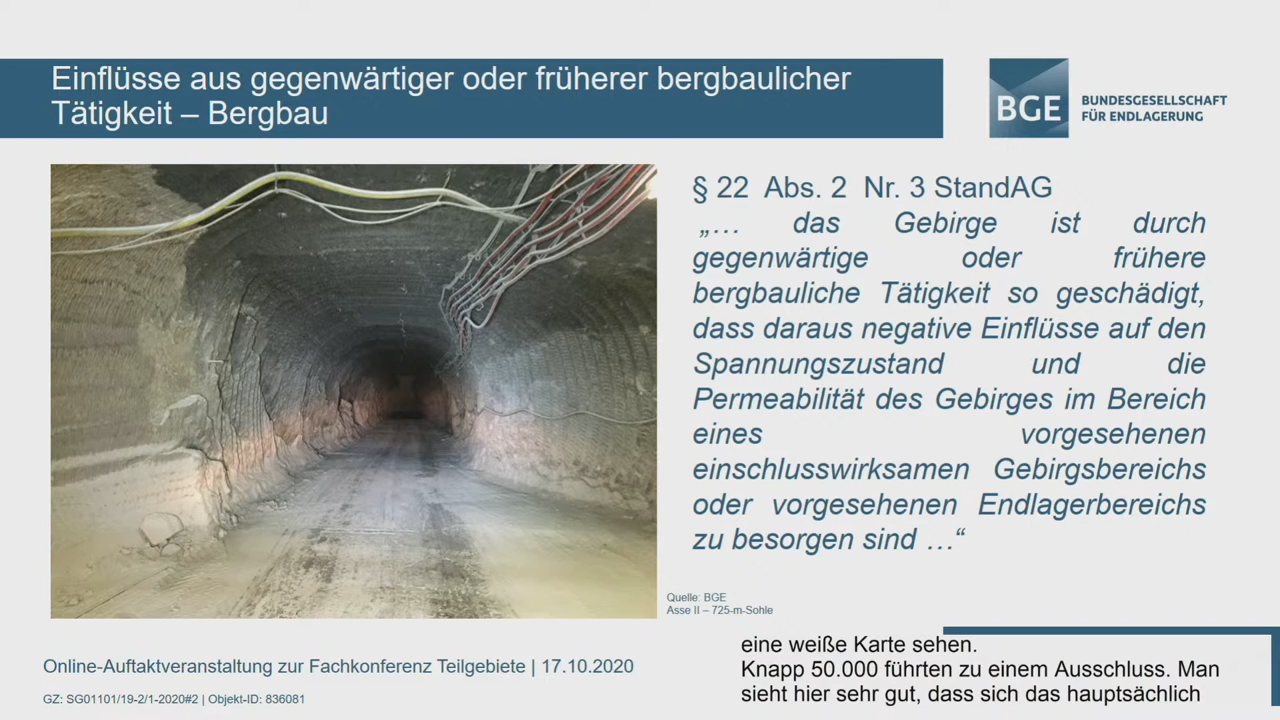 Einflüsse aus gegenwärtiger oder früherer bergbaulicher
Tätigkeit – Bergbau
BGE
BUNDESGESELLSCHAFT
FÜR ENDLAGERUNG
§ 22 Abs. 2 Nr. 3 StandAG
„… das Gebirge ist durch
gegenwärtige oder frühere
bergbauliche Tätigkeit so geschädigt,
dass daraus negative Einflüsse auf den
Spannungszustand und die
Permeabilität des Gebirges im Bereich
eines vorgesehenen
einschlusswirksamen Gebirgsbereichs
oder vorgesehenen Endlagerbereichs
zu besorgen sind …“
Quelle: BGE
Asse II – 725-m-Sohle
Online-Auftaktveranstaltung zur Fachkonferenz Teilgebiete | 17.10.2020
GZ: SG01101/19-2/1-2020#2 | Objekt-ID: 836081
eine weiße Karte sehen.
Knapp 50.000 führten zu einem Ausschluss. Man
sieht hier sehr gut, dass sich das hauptsächlich